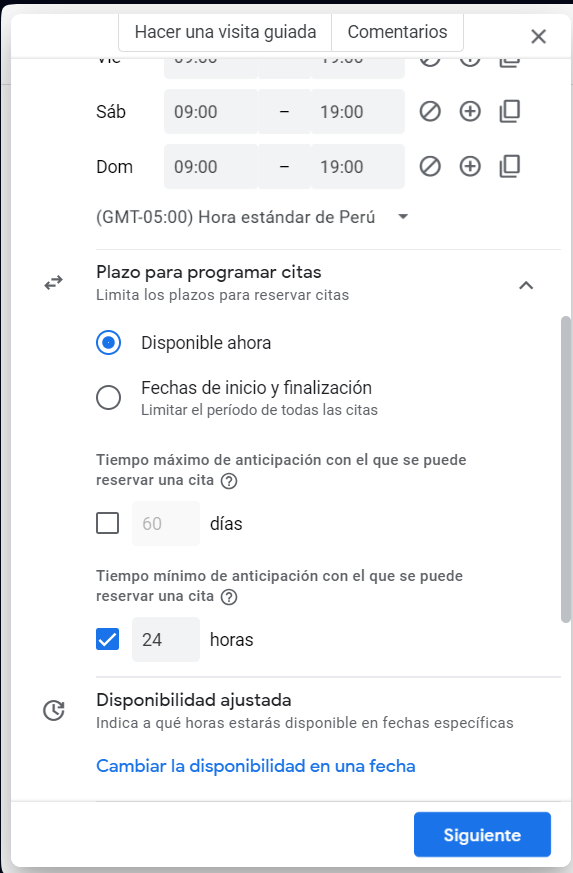 Hacer una visita guiada
Comentarios
Vie 09:00 19:00
Sáb 09:00 – 19:00
Dom 09:00 – 19:00
(GMT-05:00) Hora estándar de Perú
Plazo para programar citas
Limita los plazos para reservar citas
Disponible ahora
Fechas de inicio y finalización
Limitar el período de todas las citas
Tiempo máximo de anticipación con el que se puede
reservar una cita ?
60 días
Tiempo mínimo de anticipación con el que se puede
reservar una cita ?
24 horas
Disponibilidad ajustada
Indica a qué horas estarás disponible en fechas específicas
Cambiar la disponibilidad en una fecha
Siguiente